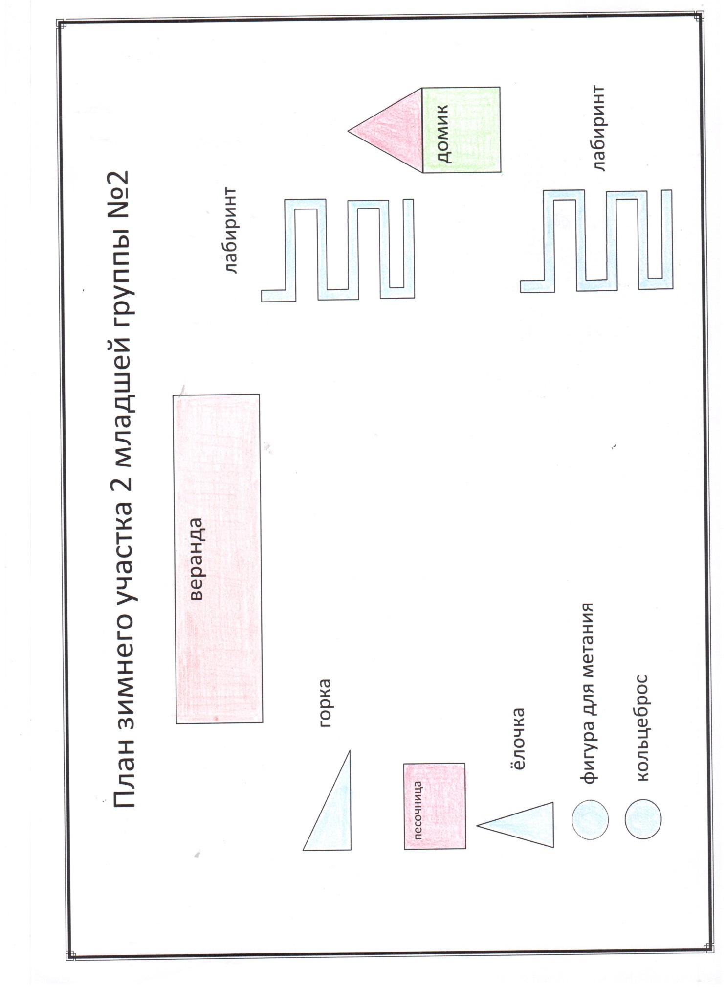 План зимнего участка 2 младшей группы №2
веранда
лабиринт
горка
домик
песочница
ёлочка
фигура для метания
лабиринт
кольцеброс